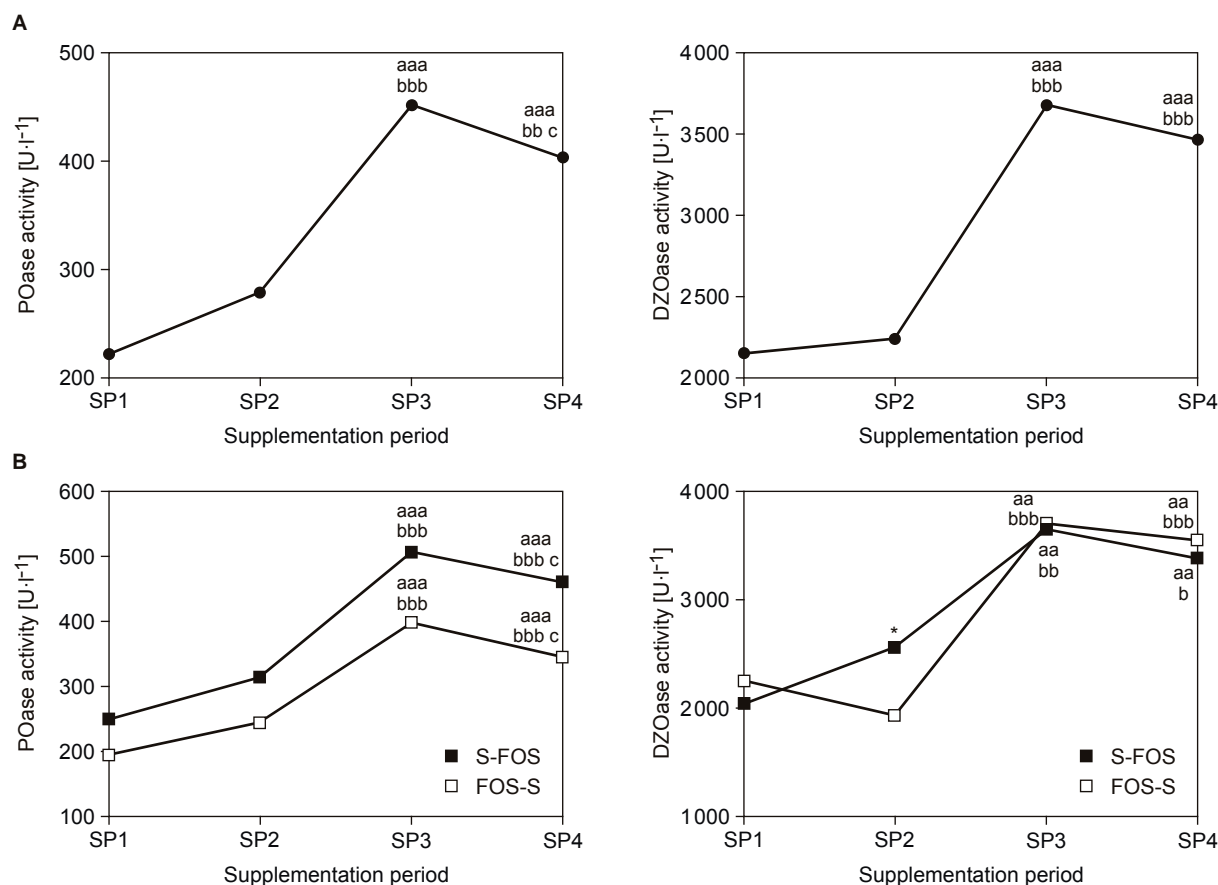 A
POase activity [U·l⁻¹]
500
400
300
200
aaa
bbb
aaa
bb c
SP1 SP2 SP3 SP4
Supplementation period
DZOase activity [U·l⁻¹]
4000
3500
3000
2500
2000
aaa
bbb
aaa
bbb
SP1 SP2 SP3 SP4
Supplementation period
B
POase activity [U·l⁻¹]
600
500
400
300
200
100
aaa
bbb
aaa
bbb c
aaa
bbb
aaa
bbb c
S-FOS
FOS-S
SP1 SP2 SP3 SP4
Supplementation period
DZOase activity [U·l⁻¹]
4000
3000
2000
1000
*
aa
bbb
aa
bb
aa
bbb
aa
b
S-FOS
FOS-S
SP1 SP2 SP3 SP4
Supplementation period